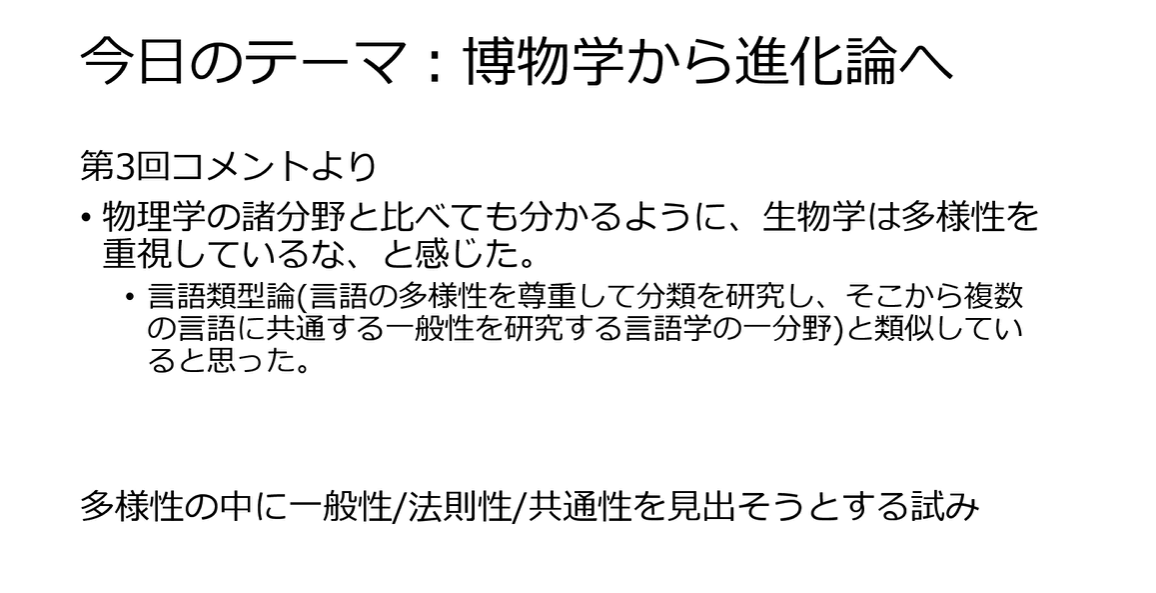 今日のテーマ：博物学から進化論へ
第3回コメントより
• 物理学の諸分野と比べても分かるように、生物学は多様性を
重視しているな、と感じた。
• 言語類型論(言語の多様性を尊重して分類を研究し、そこから複数
の言語に共通する一般性を研究する言語学の一分野)と類似してい
ると思った。
多様性の中に一般性/法則性/共通性を見出そうとする試み